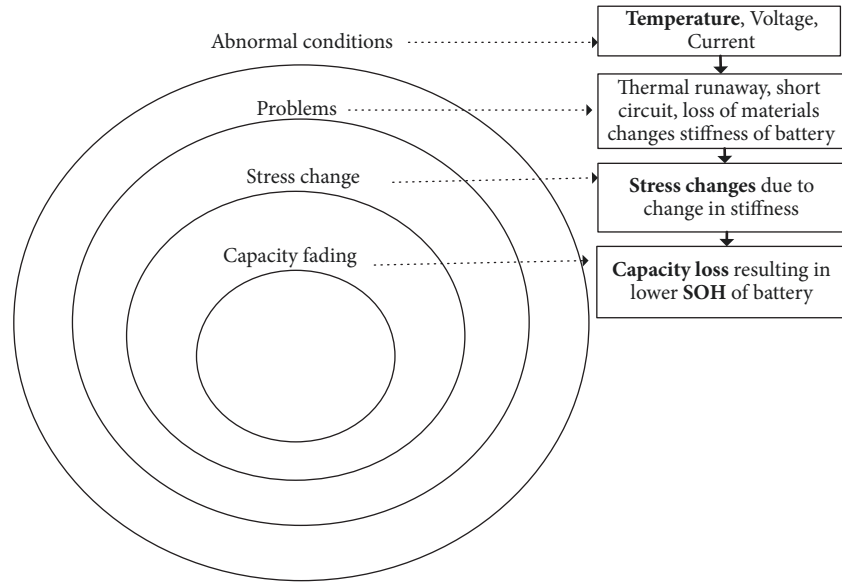 Abnormal conditions
Temperature, Voltage,
Current
Problems
Thermal runaway, short
circuit, loss of materials
changes stiffness of battery
Stress change
Stress changes due to
change in stiffness
Capacity fading
Capacity loss resulting in
lower SOH of battery